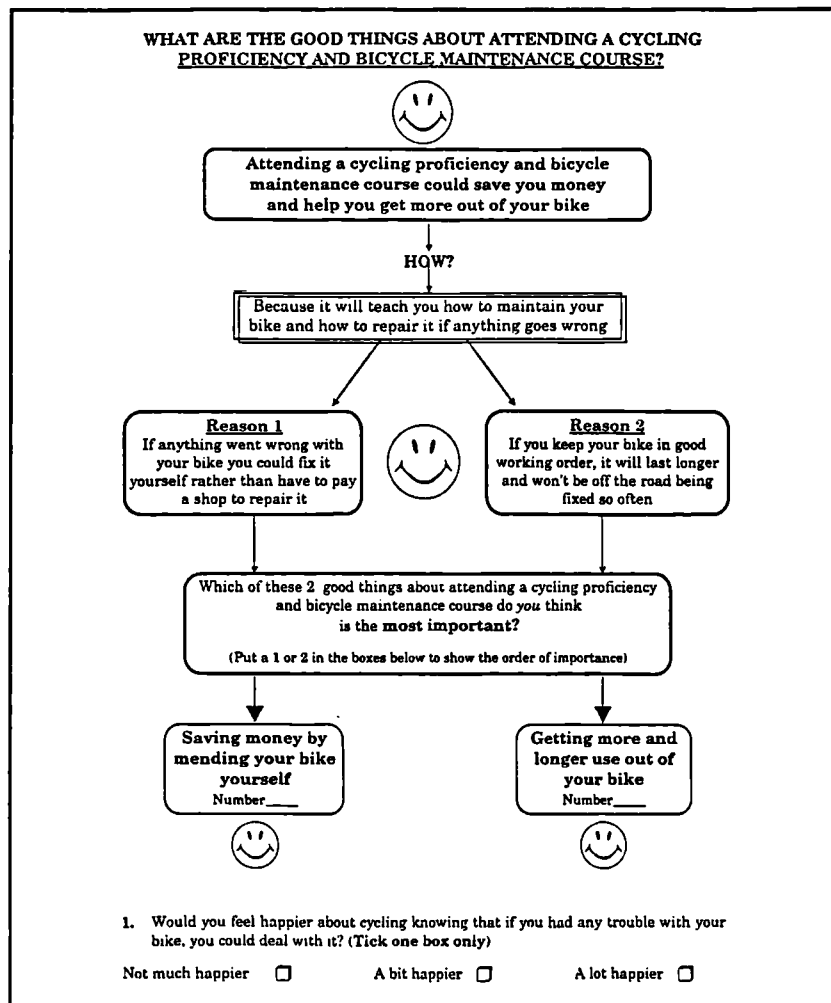 WHAT ARE THE GOOD THINGS ABOUT ATTENDING A CYCLING
PROFICIENCY AND BICYCLE MAINTENANCE COURSE?
Attending a cycling proficiency and bicycle
maintenance course could save you money
and help you get more out of your bike
HOW?
Because it will teach you how to maintain your
bike and how to repair it if anything goes wrong
Reason 1
If anything went wrong with
your bike you could fix it
yourself rather than have to pay
a shop to repair it
Reason 2
If you keep your bike in good
working order, it will last longer
and won't be off the road being
fixed so often
Which of these 2 good things about attending a cycling proficiency
and bicycle maintenance course do you think
is the most important?
(Put a 1 or 2 in the boxes below to show the order of importance)
Saving money by
mending your bike
yourself
Number____
Getting more and
longer use out of
your bike
Number____
1. Would you feel happier about cycling knowing that if you had any trouble with your
bike, you could deal with it? (Tick one box only)
Not much happier ☐ A bit happier ☐ A lot happier ☐